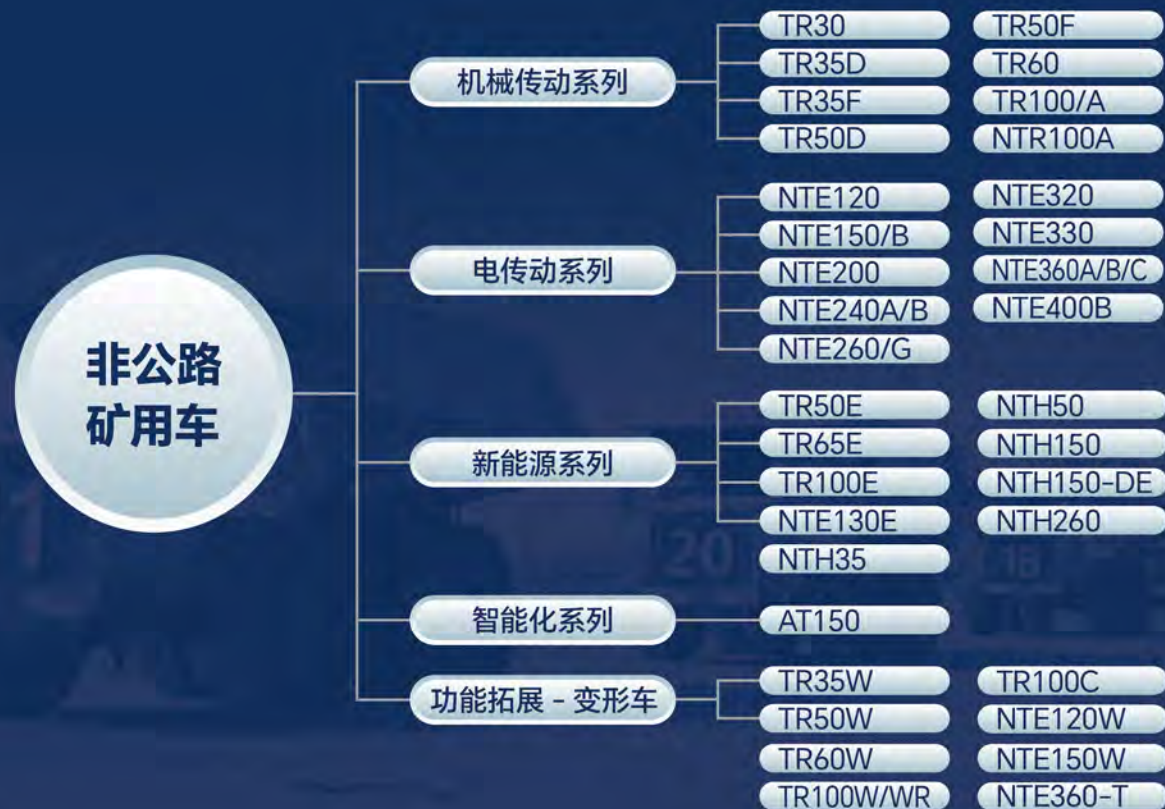 非公路
矿用车
机械传动系列
TR30
TR50F
TR35D
TR60
TR35F
TR100/A
TR50D
NTR100A
电传动系列
NTE120
NTE320
NTE150/B
NTE330
NTE200
NTE360A/B/C
NTE240A/B
NTE400B
NTE260/G
新能源系列
TR50E
NTH50
TR65E
NTH150
TR100E
NTH150-DE
NTE130E
NTH260
NTH35
智能化系列
AT150
功能拓展 - 变形车
TR35W
TR100C
TR50W
NTE120W
TR60W
NTE150W
TR100W/WR
NTE360-T
20
18